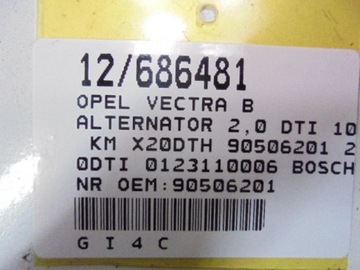 12/686481
OPEL VECTRA B
ALTERNATOR 2,0 DTI 10
KM X20DTH 90506201 2
0DTI 0123110006 BOSCH
NR OEM:90506201
G I 4 C